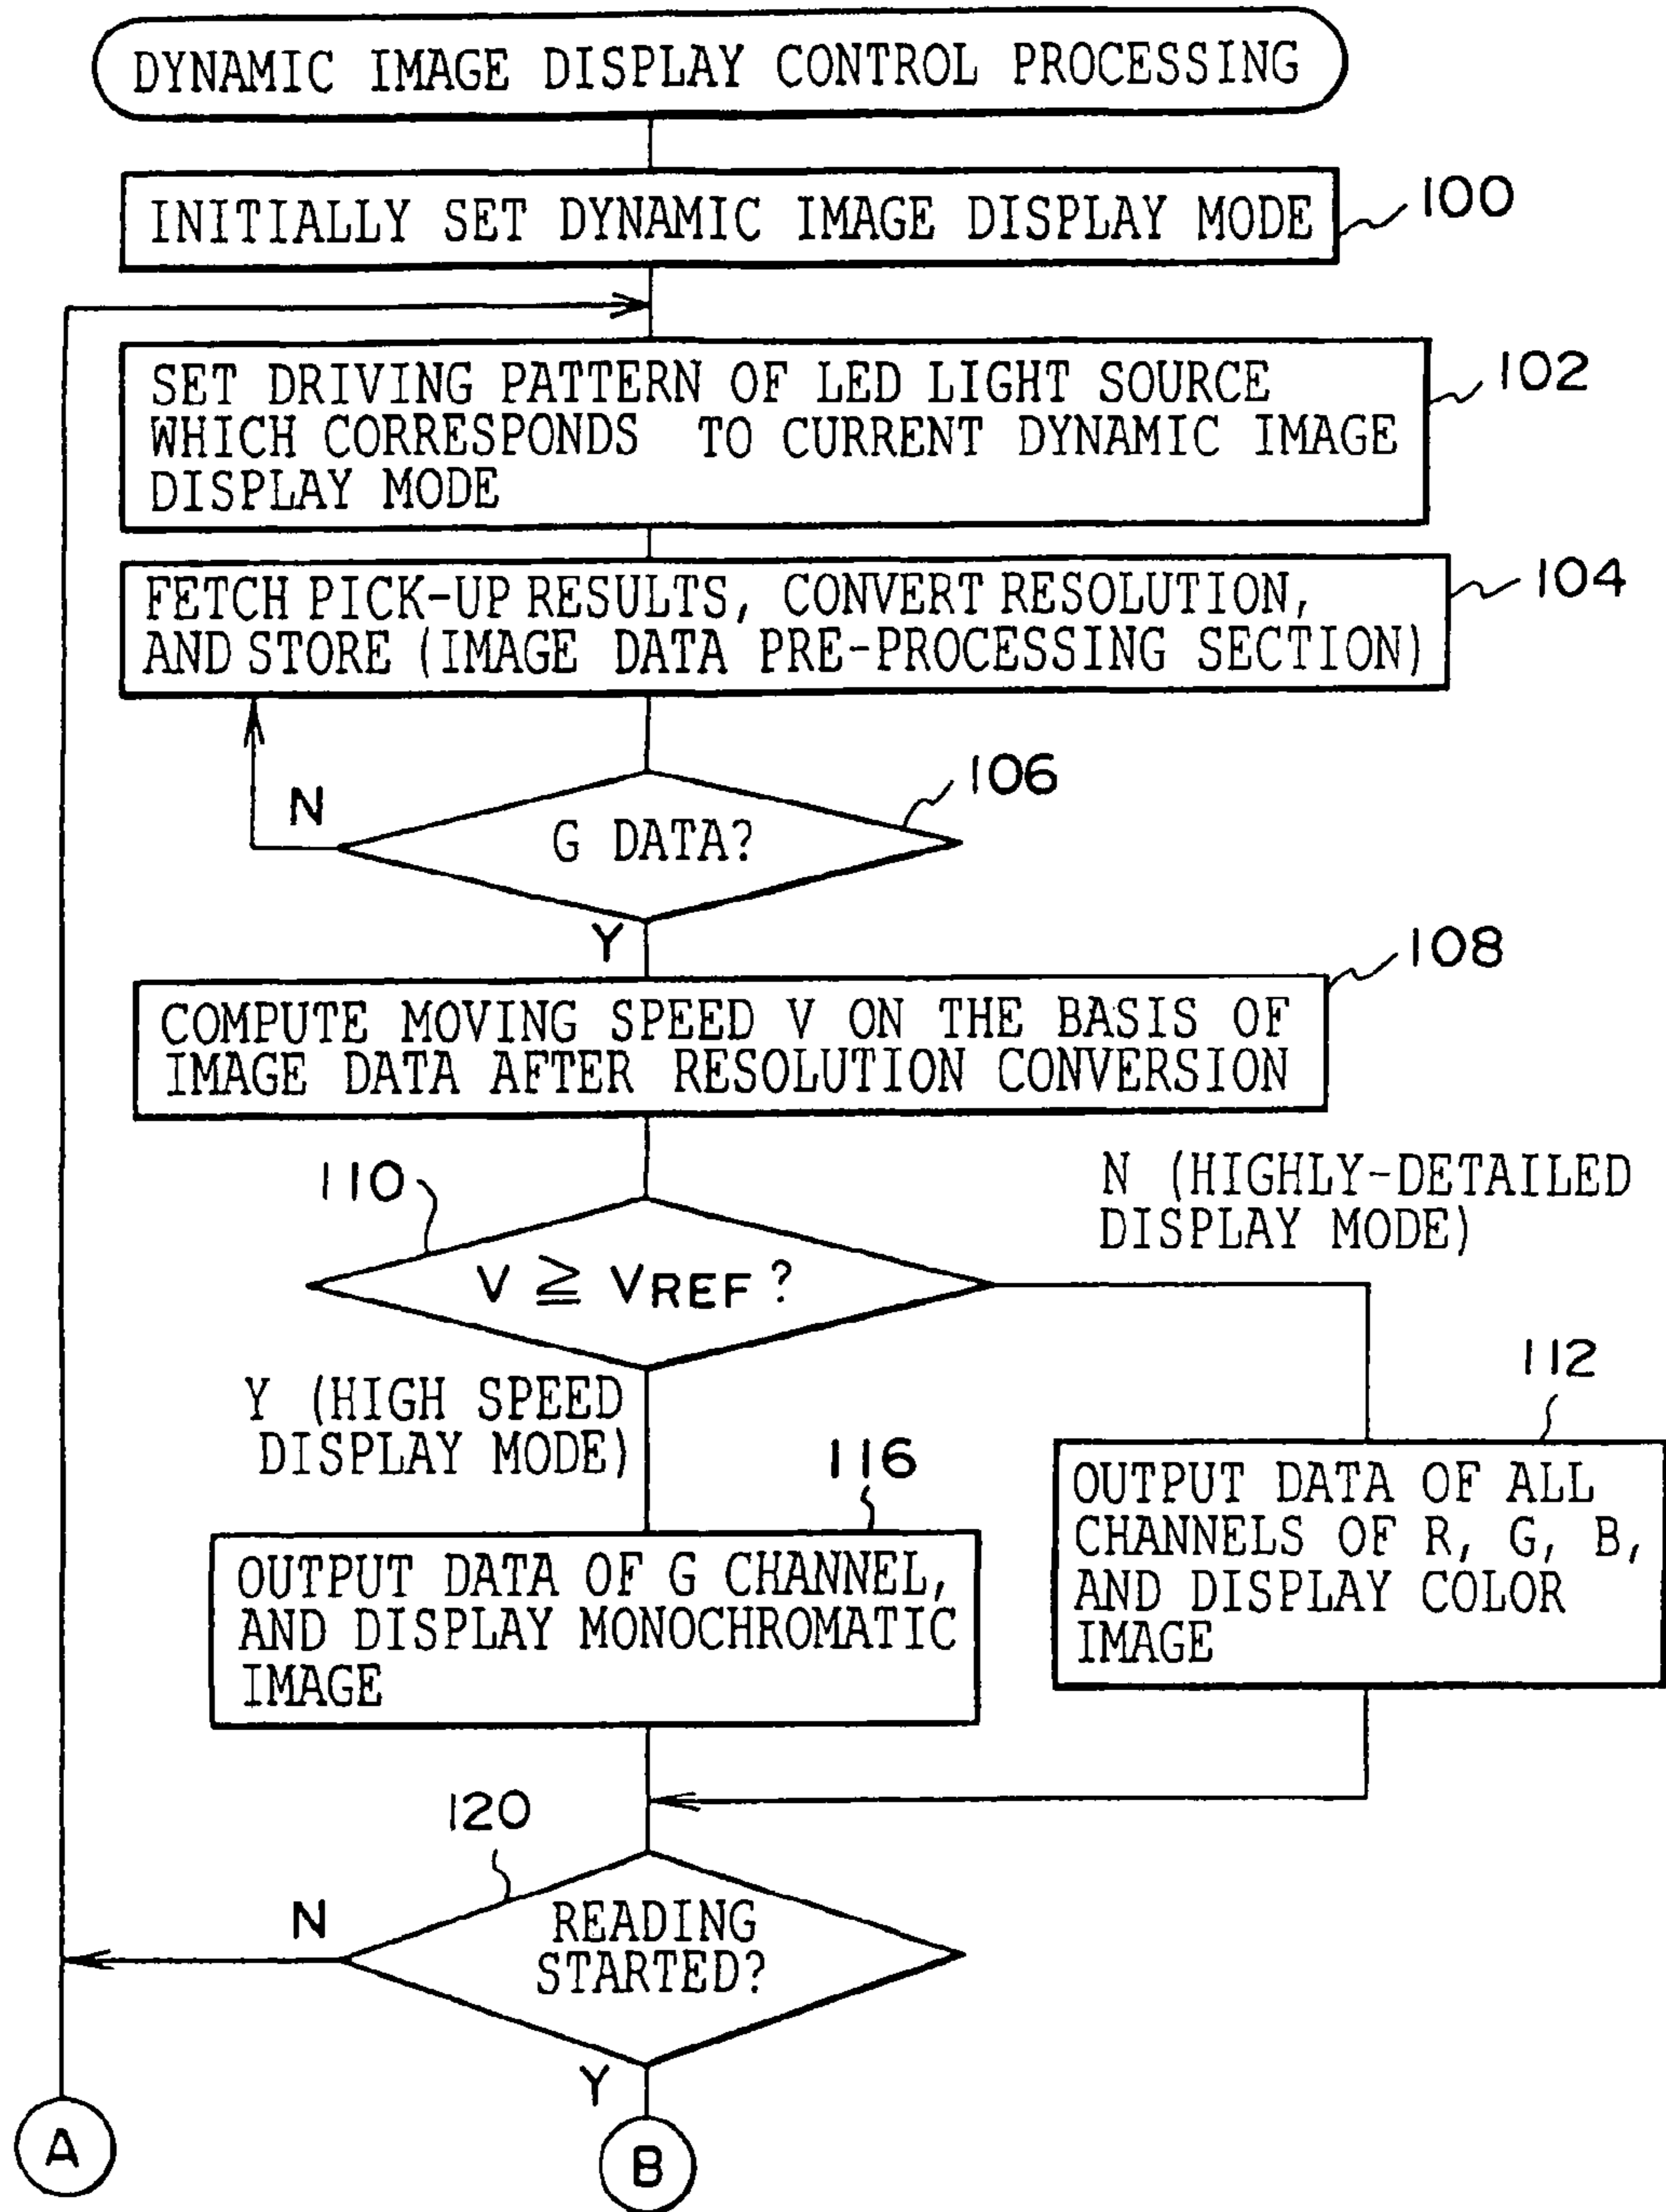 DYNAMIC IMAGE DISPLAY CONTROL PROCESSING
INITIALLY SET DYNAMIC IMAGE DISPLAY MODE
100
SET DRIVING PATTERN OF LED LIGHT SOURCE
WHICH CORRESPONDS TO CURRENT DYNAMIC IMAGE
DISPLAY MODE
102
FETCH PICK-UP RESULTS, CONVERT RESOLUTION,
AND STORE (IMAGE DATA PRE-PROCESSING SECTION)
104
106
N
G DATA?
Y
108
COMPUTE MOVING SPEED V ON THE BASIS OF
IMAGE DATA AFTER RESOLUTION CONVERSION
110
N (HIGHLY-DETAILED
DISPLAY MODE)
V ≧ VREF ?
Y (HIGH SPEED
DISPLAY MODE)
112
116
OUTPUT DATA OF ALL
CHANNELS OF R, G, B,
AND DISPLAY COLOR
IMAGE
OUTPUT DATA OF G CHANNEL,
AND DISPLAY MONOCHROMATIC
IMAGE
120
N
READING
STARTED?
Y
A
B